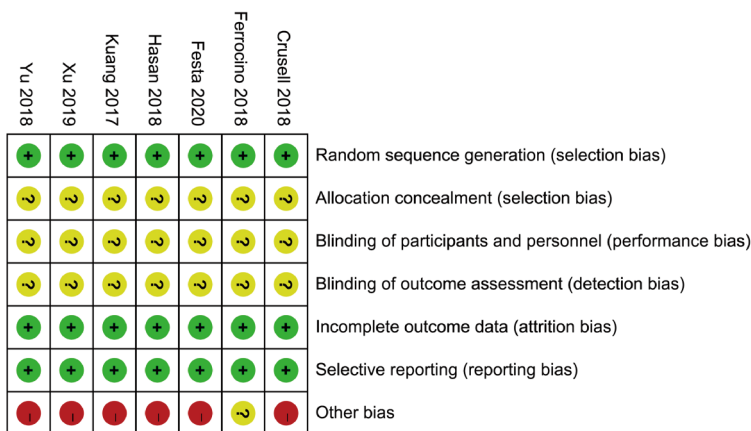 Yu 2018
Xu 2019
Kuang 2017
Hasan 2018
Festa 2020
Ferrocino 2018
Crusell 2018
+ + + + + + + Random sequence generation (selection bias)
? ? ? ? ? ? ? Allocation concealment (selection bias)
? ? ? ? ? ? ? Blinding of participants and personnel (performance bias)
? ? ? ? ? ? ? Blinding of outcome assessment (detection bias)
+ + + + + + + Incomplete outcome data (attrition bias)
+ + + + + + + Selective reporting (reporting bias)
– – – – – ? – Other bias